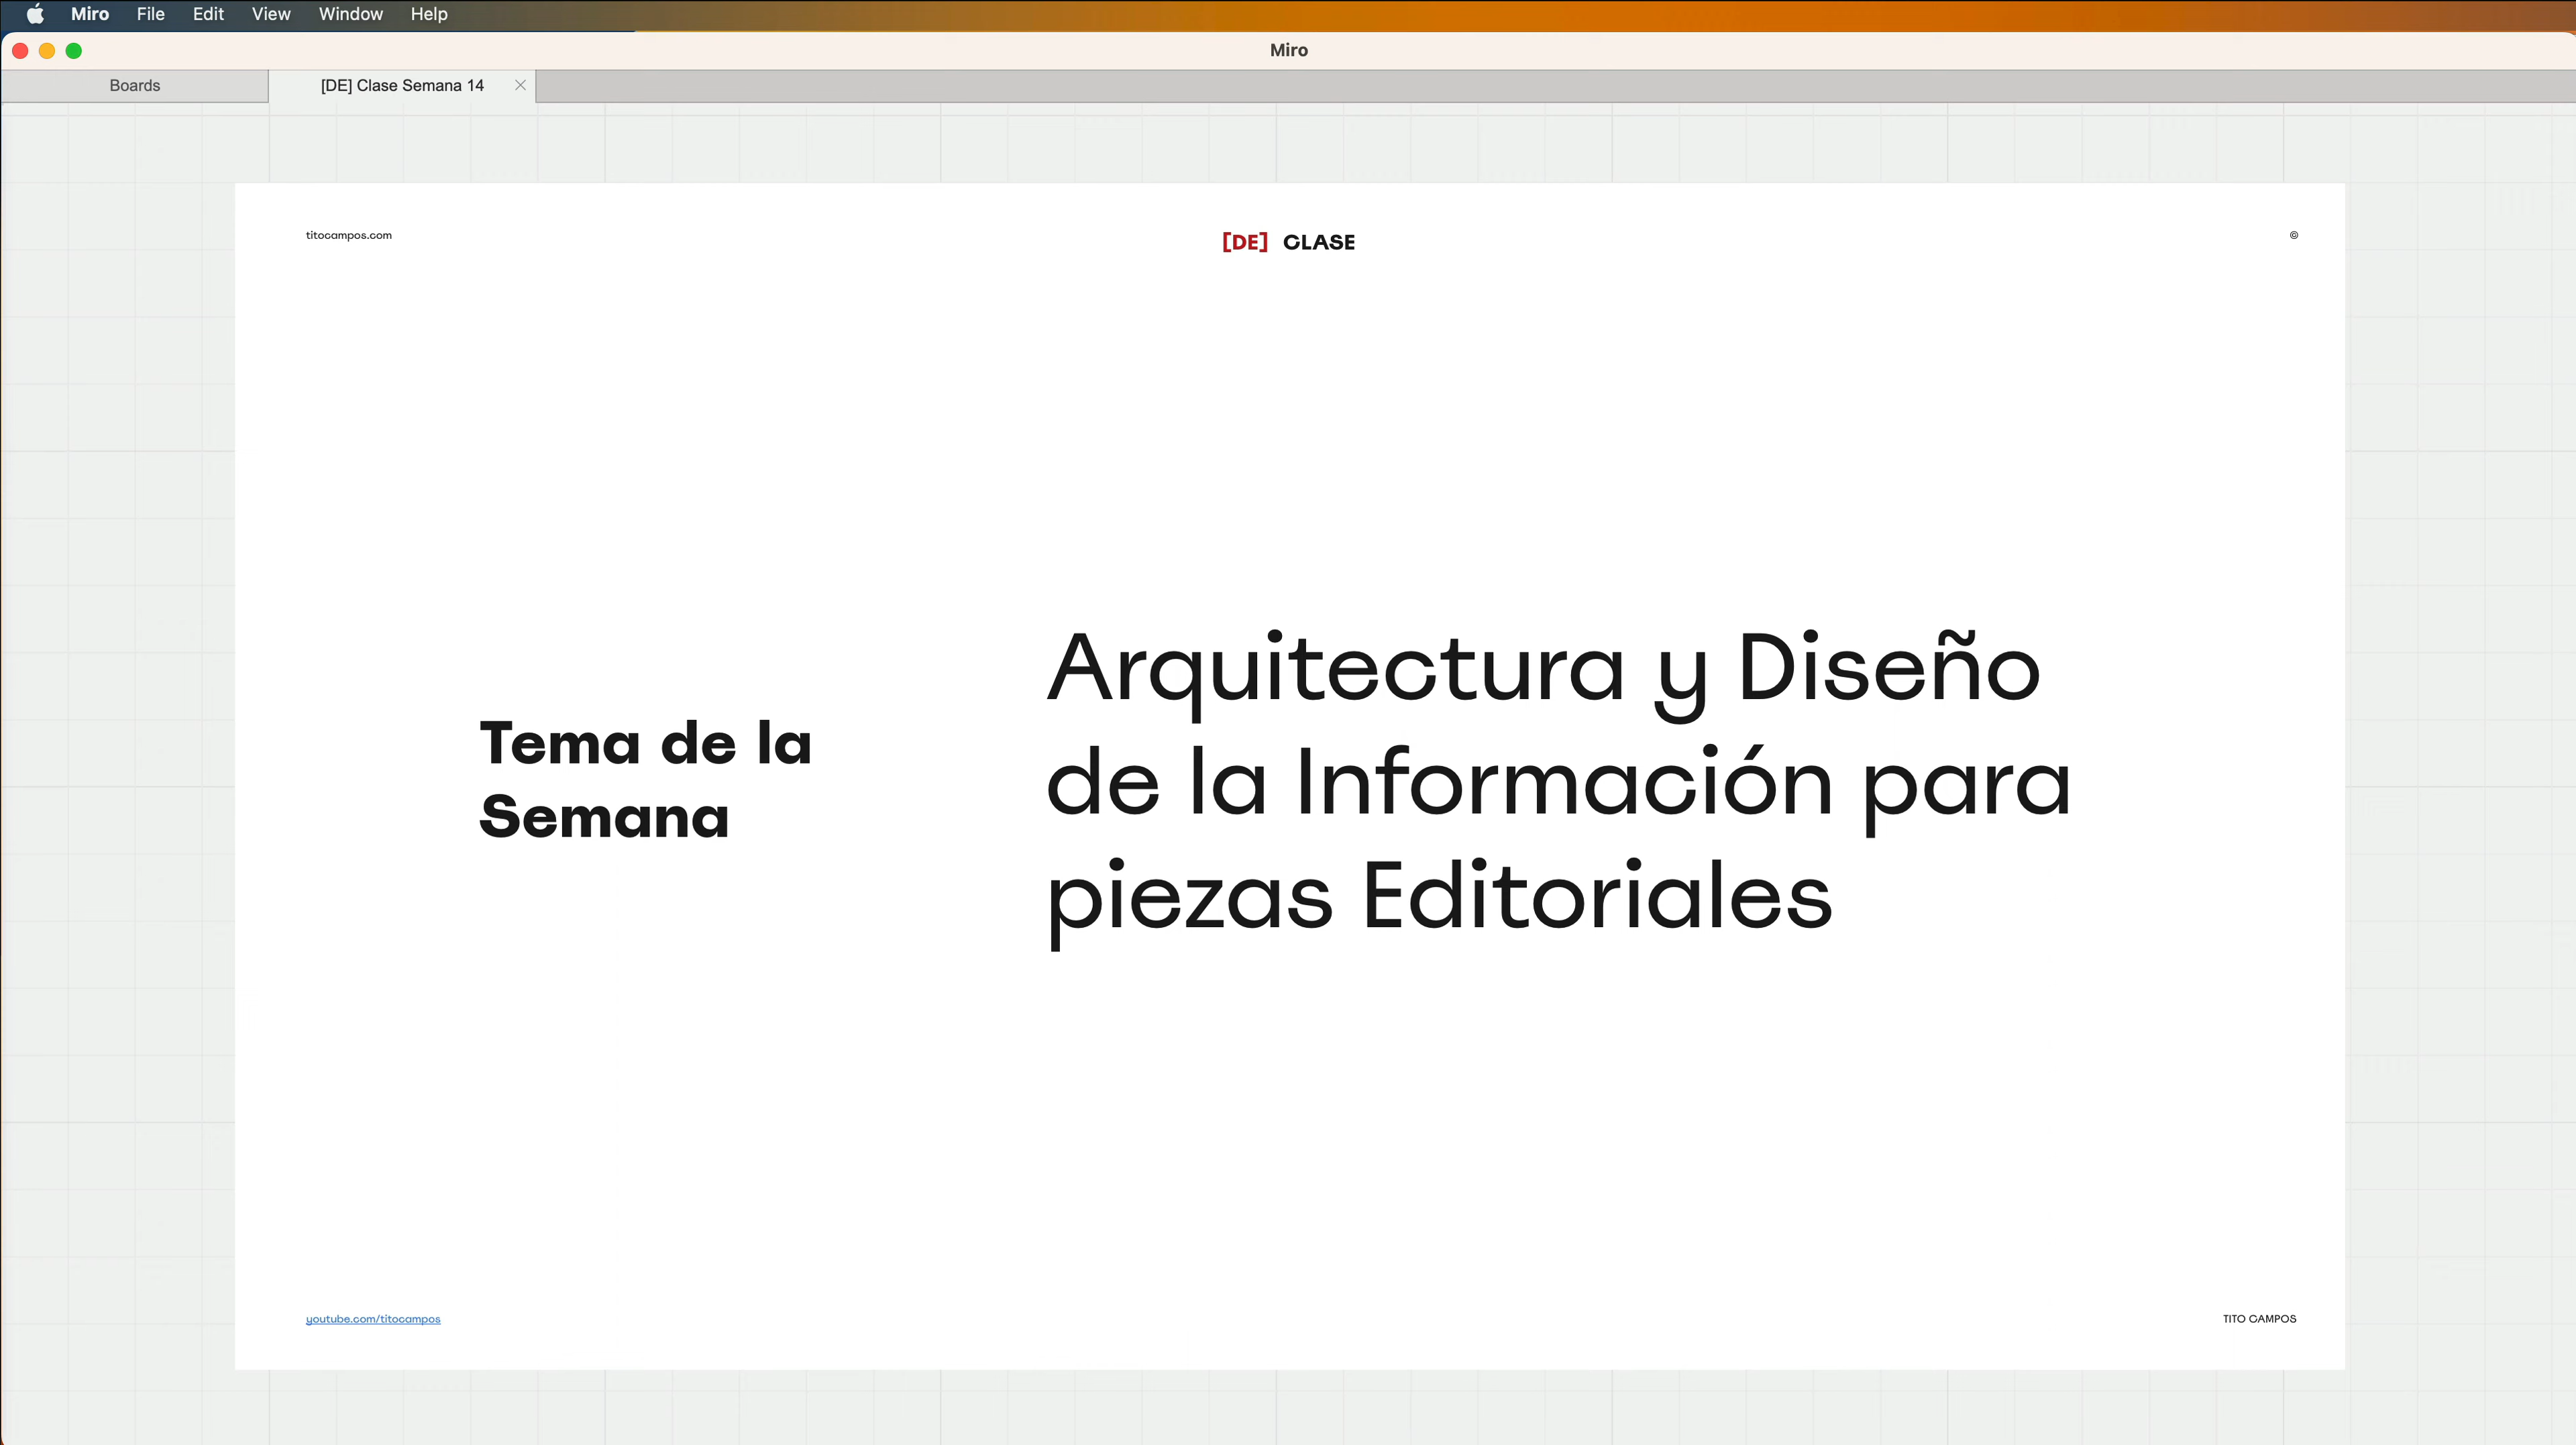 Miro File Edit View Window Help
Miro
Boards [DE] Clase Semana 14
titocampos.com
[DE] CLASE
©
Tema de la
Semana
Arquitectura y Diseño
de la Información para
piezas Editoriales
youtube.com/titocampos
TITO CAMPOS